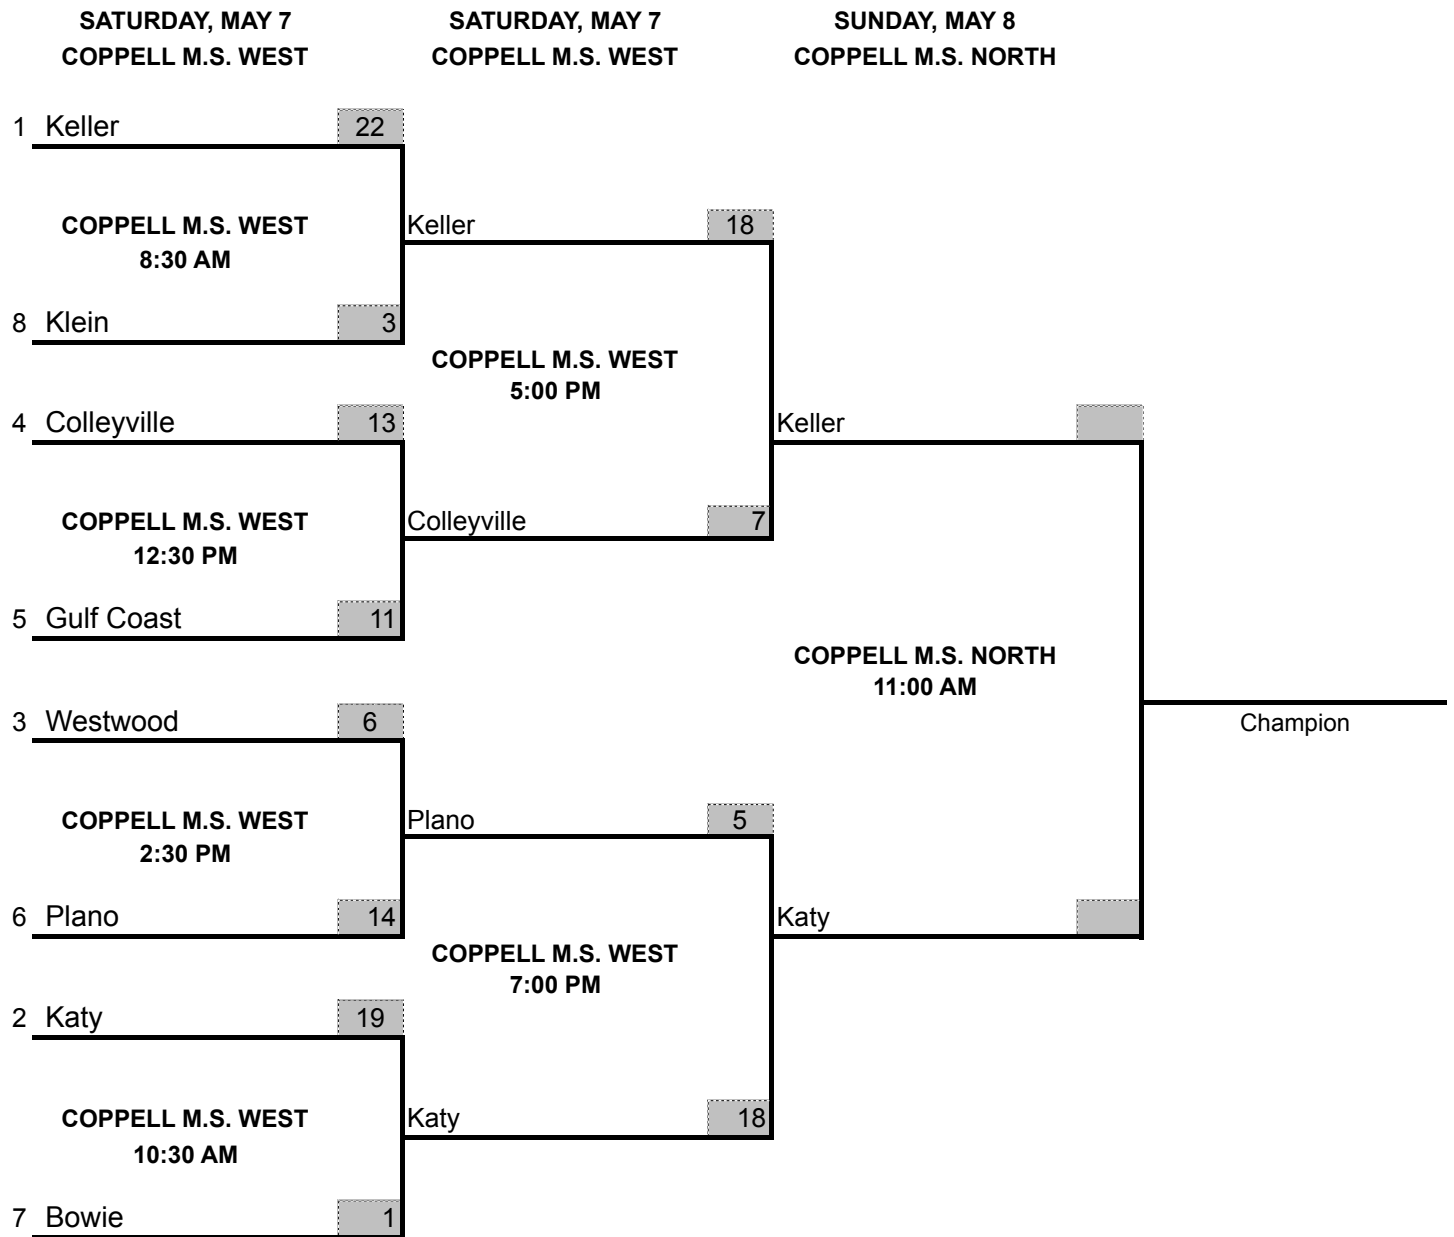 SATURDAY, MAY 7 SATURDAY, MAY 7 SUNDAY, MAY 8
COPPELL M.S. WEST COPPELL M.S. WEST COPPELL M.S. NORTH
1 Keller 22
COPPELL M.S. WEST
8:30 AM
8 Klein 3
Keller 18
COPPELL M.S. WEST
5:00 PM
4 Colleyville 13
COPPELL M.S. WEST
12:30 PM
5 Gulf Coast 11
Colleyville 7
Keller
COPPELL M.S. NORTH
11:00 AM
Champion
3 Westwood 6
COPPELL M.S. WEST
2:30 PM
6 Plano 14
Plano 5
COPPELL M.S. WEST
7:00 PM
Katy
2 Katy 19
COPPELL M.S. WEST
10:30 AM
7 Bowie 1
Katy 18